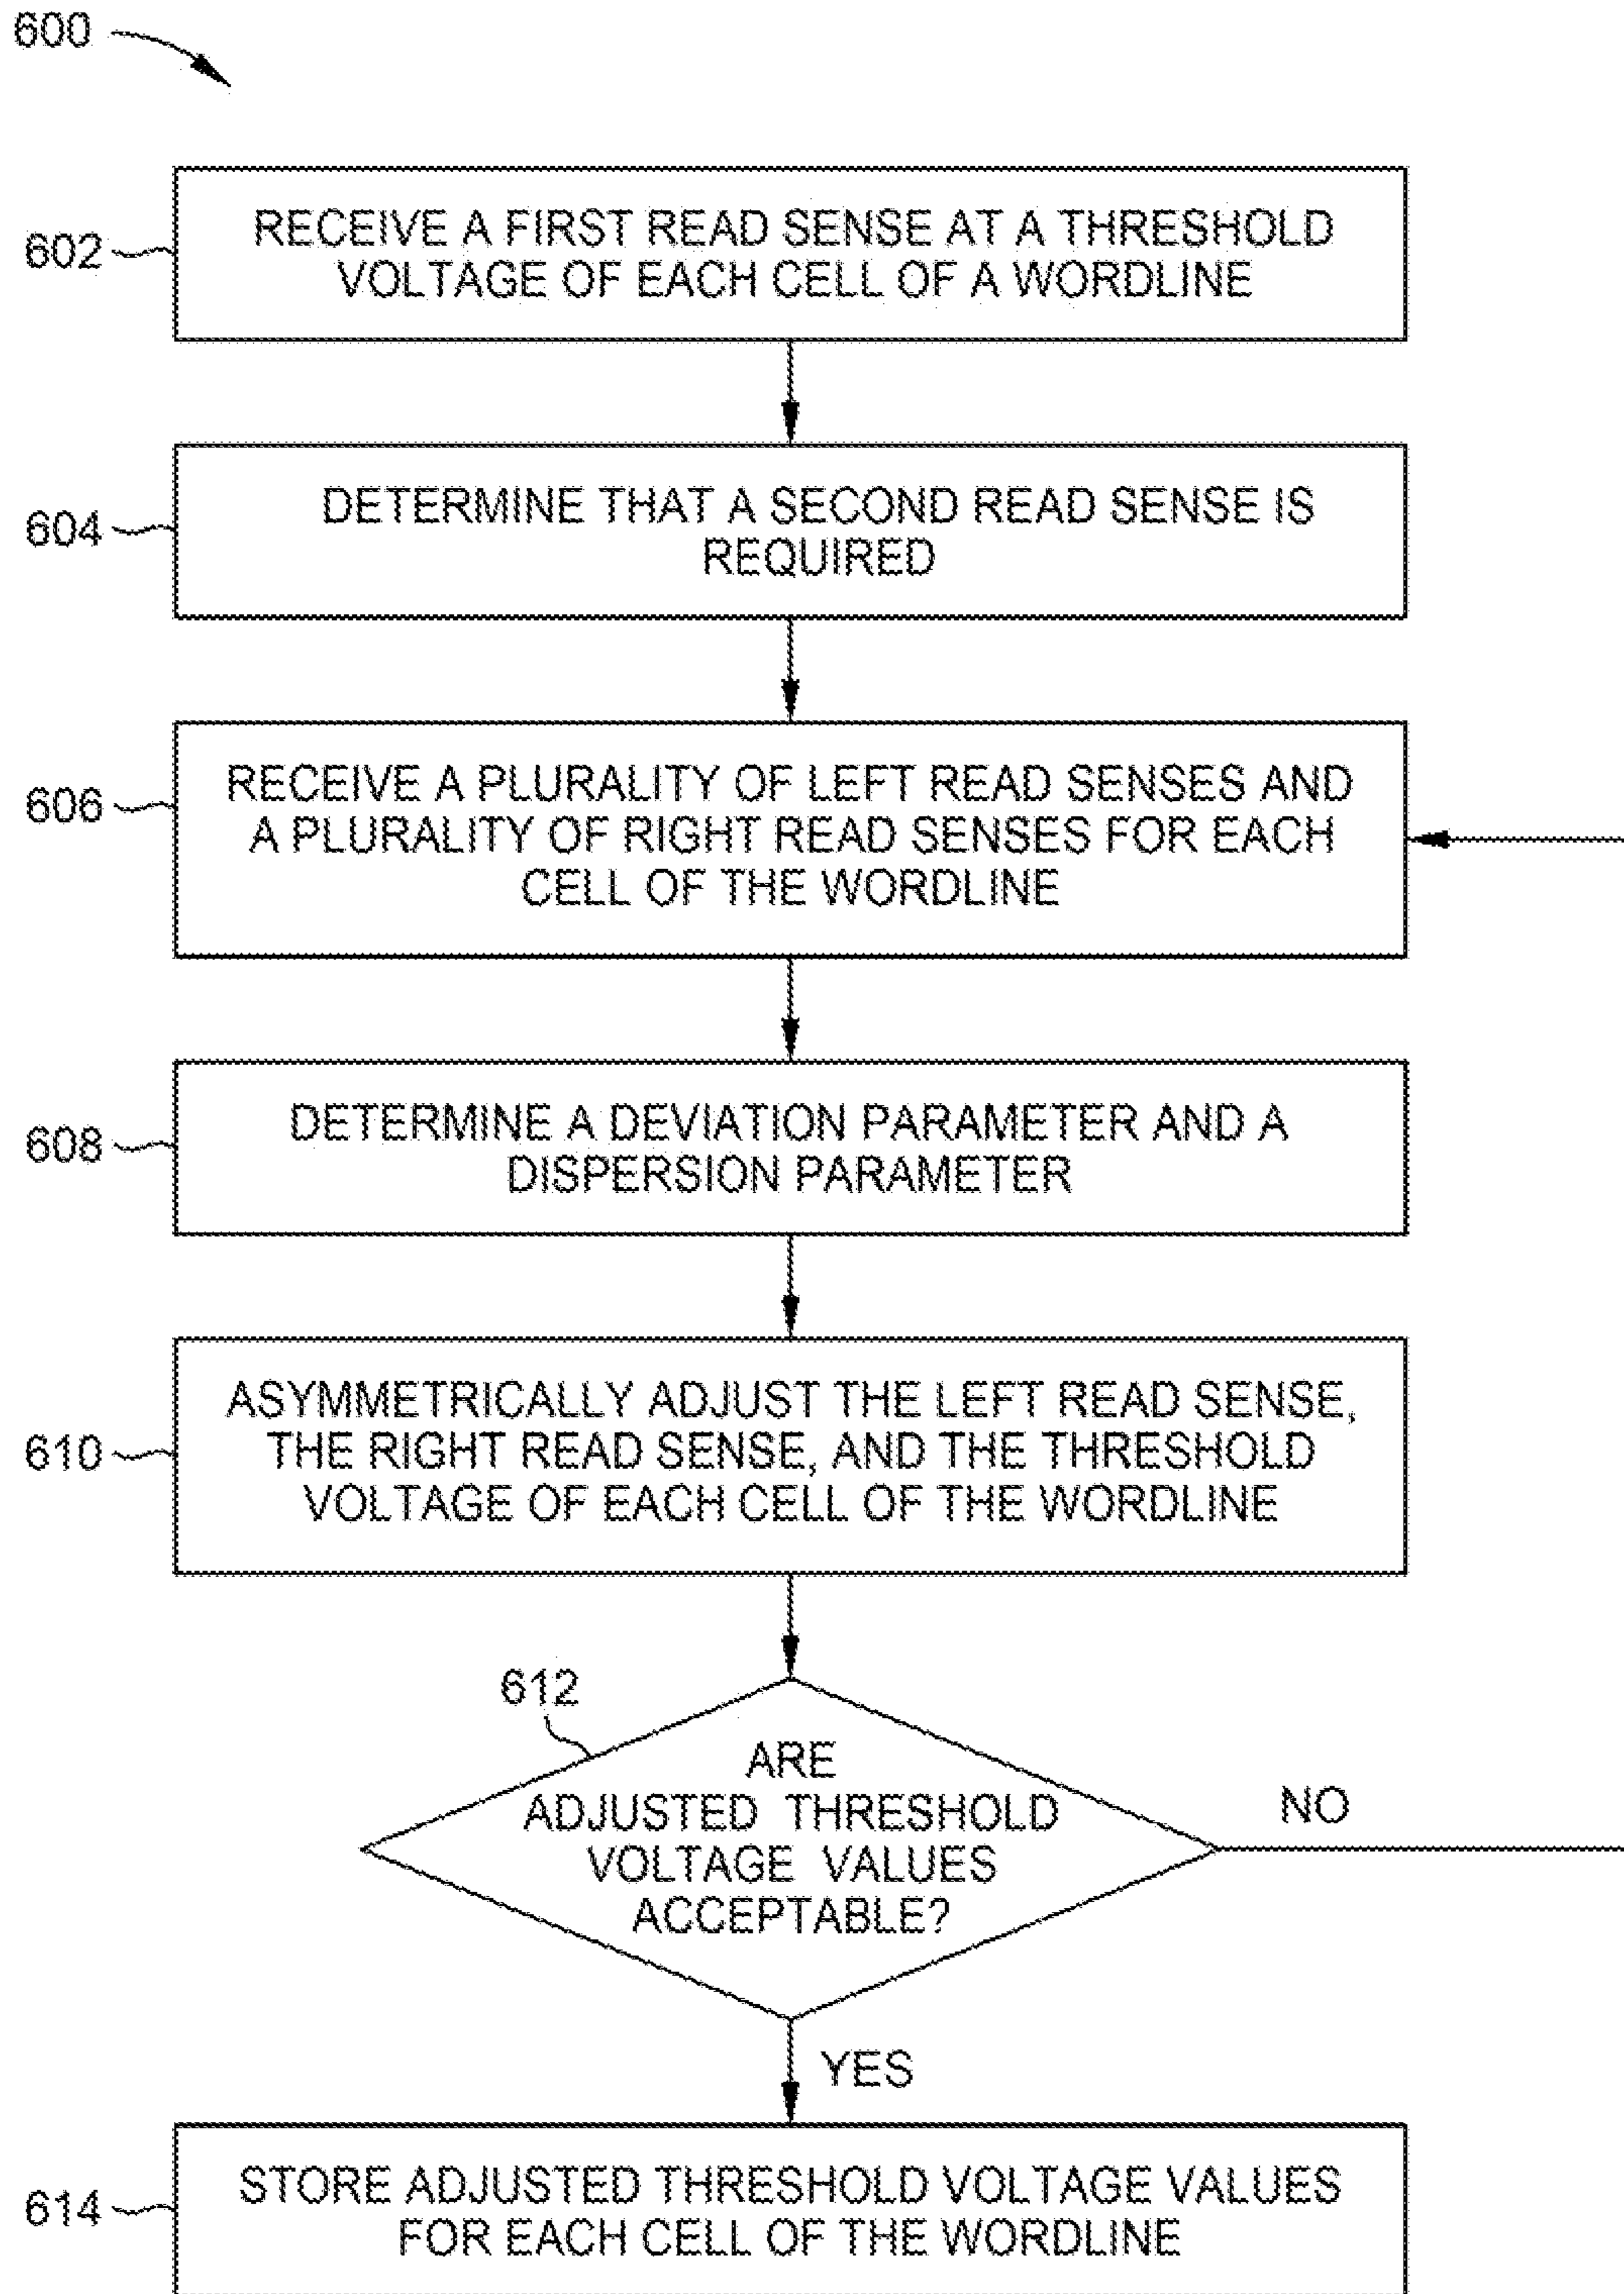 600
602
RECEIVE A FIRST READ SENSE AT A THRESHOLD
VOLTAGE OF EACH CELL OF A WORDLINE
604
DETERMINE THAT A SECOND READ SENSE IS
REQUIRED
606
RECEIVE A PLURALITY OF LEFT READ SENSES AND
A PLURALITY OF RIGHT READ SENSES FOR EACH
CELL OF THE WORDLINE
608
DETERMINE A DEVIATION PARAMETER AND A
DISPERSION PARAMETER
610
ASYMMETRICALLY ADJUST THE LEFT READ SENSE,
THE RIGHT READ SENSE, AND THE THRESHOLD
VOLTAGE OF EACH CELL OF THE WORDLINE
612
ARE
ADJUSTED THRESHOLD
VOLTAGE VALUES
ACCEPTABLE?
NO
YES
614
STORE ADJUSTED THRESHOLD VOLTAGE VALUES
FOR EACH CELL OF THE WORDLINE